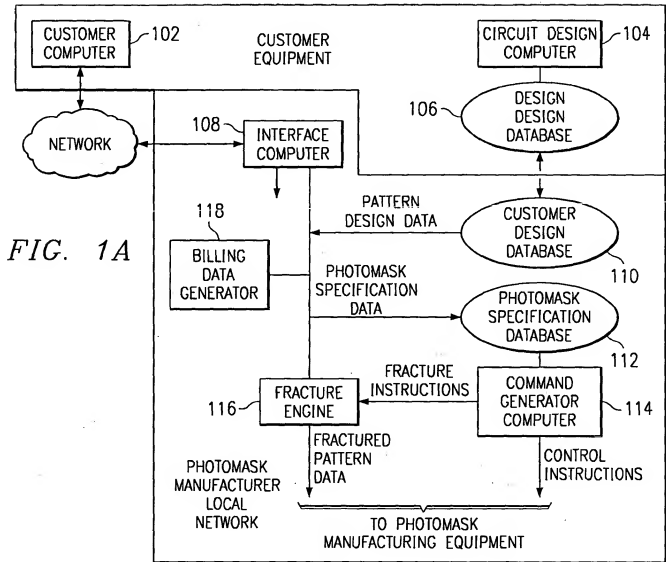 CUSTOMER
COMPUTER
102
CUSTOMER
EQUIPMENT
CIRCUIT DESIGN
COMPUTER
104
106
DESIGN
DESIGN
DATABASE
NETWORK
108
INTERFACE
COMPUTER
PATTERN
DESIGN DATA
CUSTOMER
DESIGN
DATABASE
110
FIG. 1A
118
BILLING
DATA
GENERATOR
PHOTOMASK
SPECIFICATION
DATA
PHOTOMASK
SPECIFICATION
DATABASE
112
FRACTURE
INSTRUCTIONS
116
FRACTURE
ENGINE
COMMAND
GENERATOR
COMPUTER
114
FRACTURED
PATTERN
DATA
CONTROL
INSTRUCTIONS
PHOTOMASK
MANUFACTURER
LOCAL
NETWORK
TO PHOTOMASK
MANUFACTURING EQUIPMENT